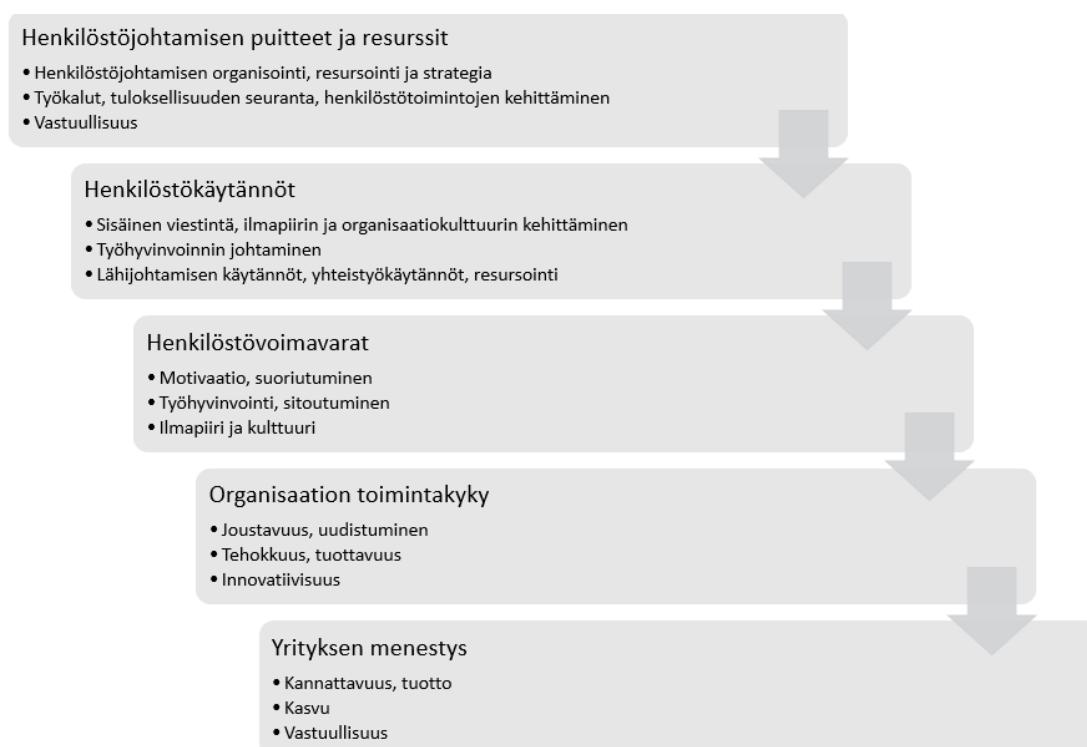 Henkilöstöjohtamisen puitteet ja resurssit
• Henkilöstöjohtamisen organisointi, resursointi ja strategia
• Työkalut, tuloksellisuuden seuranta, henkilöstötoimintojen kehittäminen
• Vastuullisuus
Henkilöstökäytännöt
• Sisäinen viestintä, ilmapiirin ja organisaatiokulttuurin kehittäminen
• Työhyvinvoinnin johtaminen
• Lähijohtamisen käytännöt, yhteistyökäytännöt, resursointi
Henkilöstövoimavarat
• Motivaatio, suoriutuminen
• Työhyvinvointi, sitoutuminen
• Ilmapiiri ja kulttuuri
Organisaation toimintakyky
• Joustavuus, uudistuminen
• Tehokkuus, tuottavuus
• Innovatiivisuus
Yrityksen menestys
• Kannattavuus, tuotto
• Kasvu
• Vastuullisuus